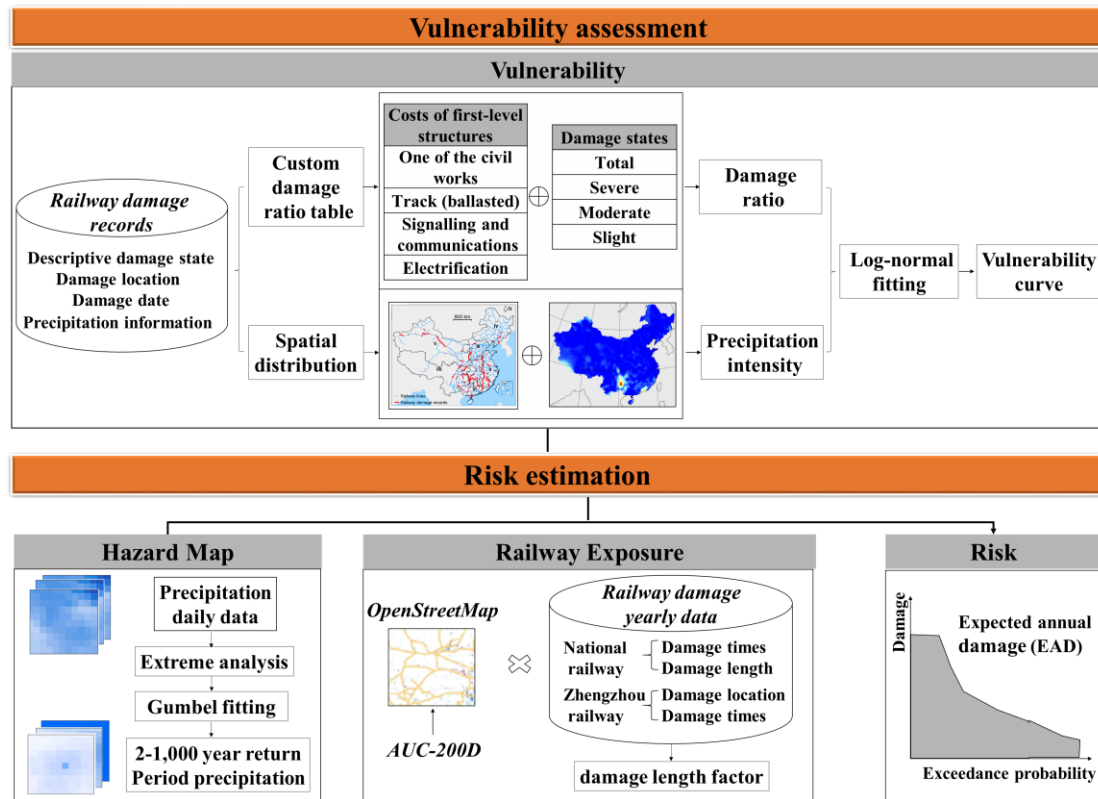 Vulnerability assessment
Vulnerability
Railway damage
records
Descriptive damage state
Damage location
Damage date
Precipitation information
Custom
damage
ratio table
Spatial
distribution
Costs of first-level
structures
One of the civil
works
Track (ballasted)
Signalling and
communications
Electrification
Damage states
Total
Severe
Moderate
Slight
Railway lines
Railway damage records
Damage
ratio
Precipitation
intensity
Log-normal
fitting
Vulnerability
curve
Risk estimation
Hazard Map
Precipitation
daily data
Extreme analysis
Gumbel fitting
2-1,000 year return
Period precipitation
Railway Exposure
OpenStreetMap
AUC-200D
Railway damage
yearly data
National
railway
Damage times
Damage length
Zhengzhou
railway
Damage location
Damage times
damage length factor
Risk
Damage
Expected annual
damage (EAD)
Exceedance probability